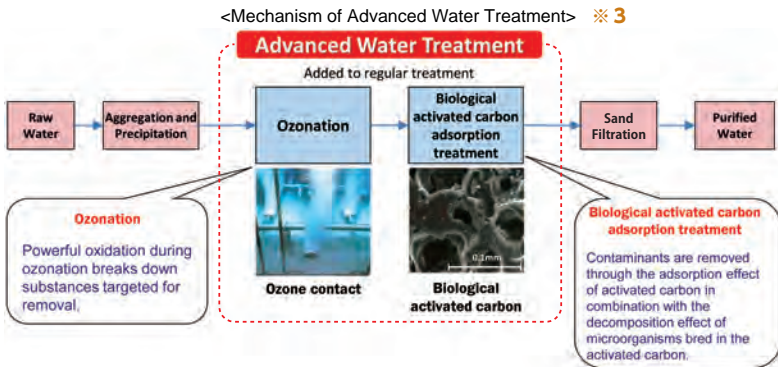 <Mechanism of Advanced Water Treatment> ※3
Advanced Water Treatment
Added to regular treatment
Raw
Water
Aggregation and
Precipitation
Ozonation
Biological
activated carbon
adsorption
treatment
Sand
Filtration
Purified
Water
Ozonation
Powerful oxidation during
ozonation breaks down
substances targeted for
removal.
Ozone contact
0.1mm
Biological
activated carbon
Biological activated carbon
adsorption treatment
Contaminants are removed
through the adsorption effect
of activated carbon in
combination with the
decomposition effect of
microorganisms bred in the
activated carbon.